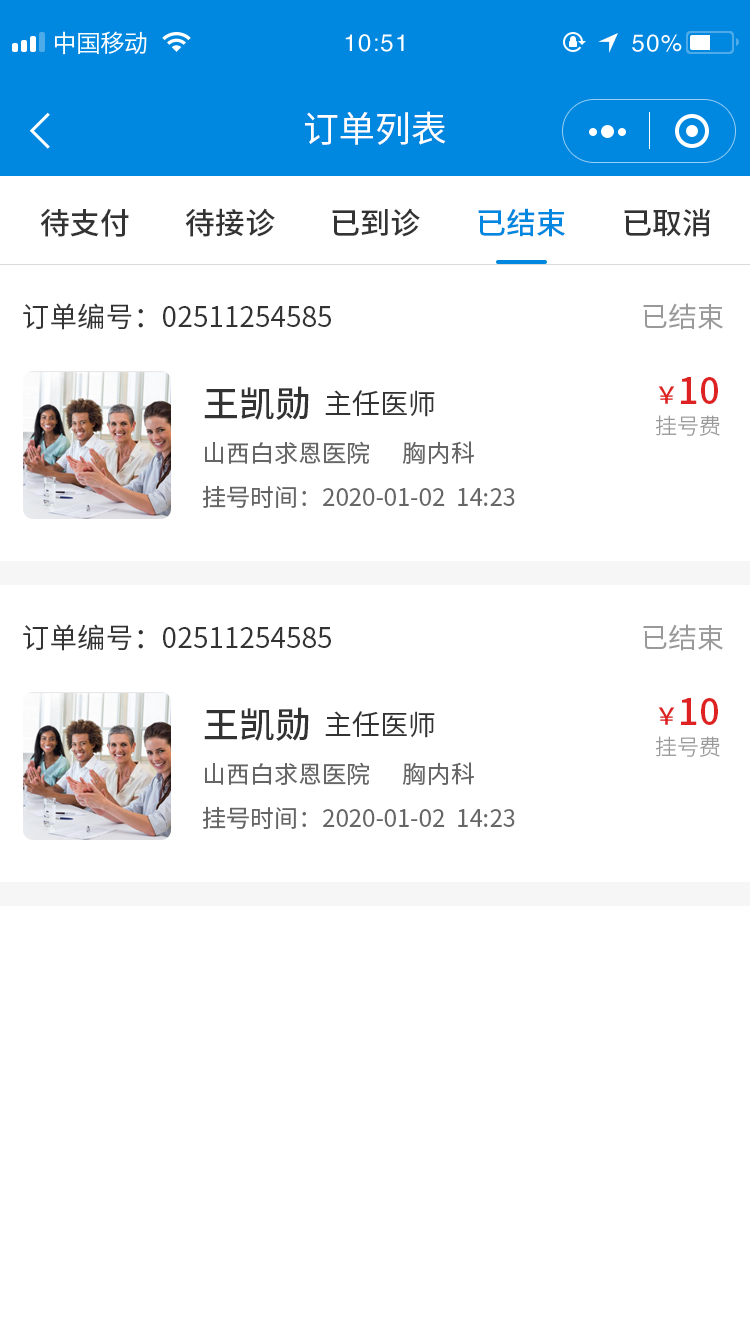 中国移动 10:51 50%
订单列表
待支付 待接诊 已到诊 已结束 已取消
订单编号：02511254585 已结束
王凯勋 主任医师 ¥10
山西白求恩医院 胸内科 挂号费
挂号时间：2020-01-02 14:23
订单编号：02511254585 已结束
王凯勋 主任医师 ¥10
山西白求恩医院 胸内科 挂号费
挂号时间：2020-01-02 14:23